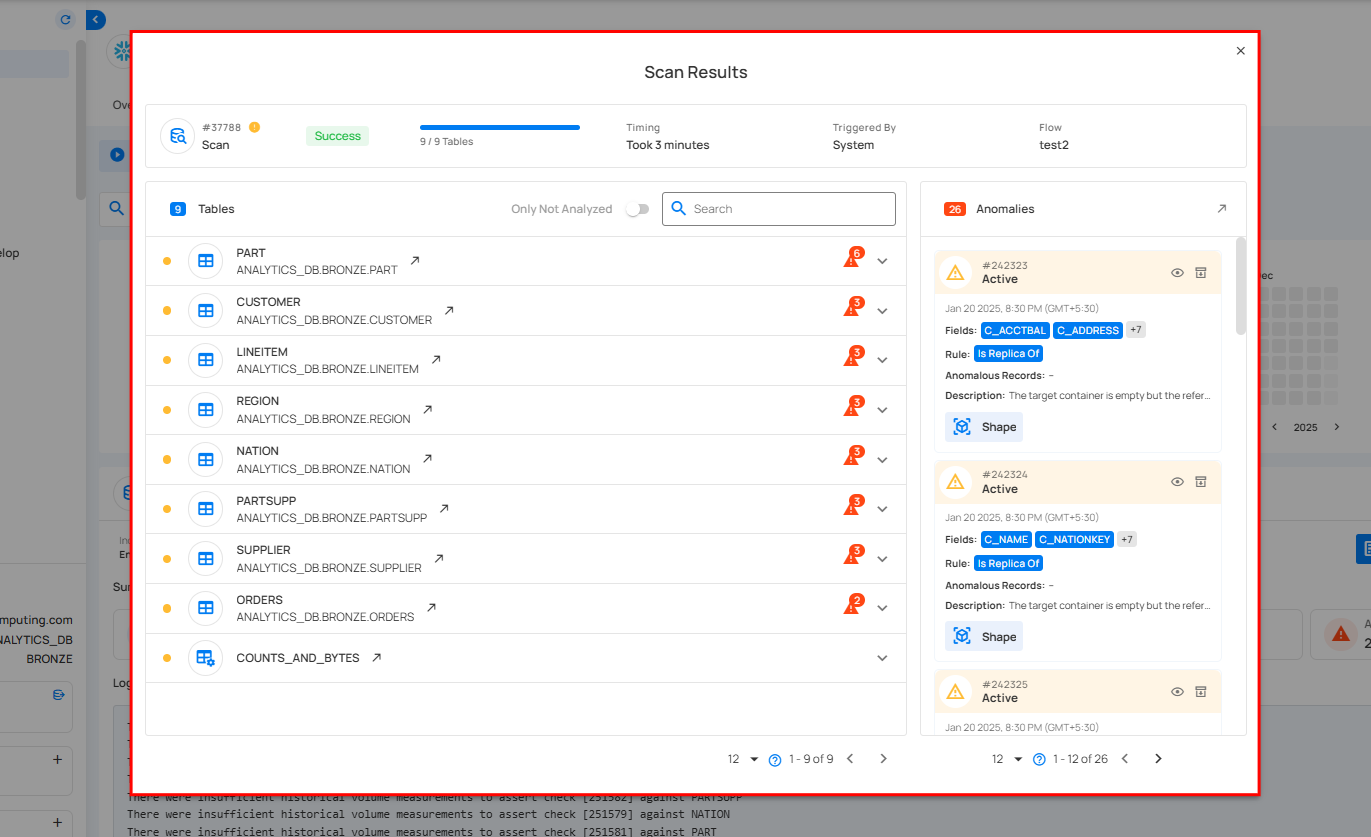 Scan Results
#37788
Scan
Success
9 / 9 Tables
Timing
Took 3 minutes
Triggered By
System
Flow
test2
9 Tables
Only Not Analyzed
Search
PART
ANALYTICS_DB.BRONZE.PART
6
CUSTOMER
ANALYTICS_DB.BRONZE.CUSTOMER
3
LINEITEM
ANALYTICS_DB.BRONZE.LINEITEM
3
REGION
ANALYTICS_DB.BRONZE.REGION
3
NATION
ANALYTICS_DB.BRONZE.NATION
3
PARTSUPP
ANALYTICS_DB.BRONZE.PARTSUPP
3
SUPPLIER
ANALYTICS_DB.BRONZE.SUPPLIER
3
ORDERS
ANALYTICS_DB.BRONZE.ORDERS
2
COUNTS_AND_BYTES
12
1 - 9 of 9
26 Anomalies
#242323
Active
Jan 20 2025, 8:30 PM (GMT+5:30)
Fields: C_ACCTBAL C_ADDRESS +7
Rule: Is Replica Of
Anomalous Records: –
Description: The target container is empty but the refer...
Shape
#242324
Active
Jan 20 2025, 8:30 PM (GMT+5:30)
Fields: C_NAME C_NATIONKEY +7
Rule: Is Replica Of
Anomalous Records: –
Description: The target container is empty but the refer...
Shape
#242325
Active
Jan 20 2025, 8:30 PM (GMT+5:30)
12
1 - 12 of 26
Ove
elop
ec
2025
En
Sur
mputing.com
NALYTICS_DB
BRONZE
Log
There were insufficient historical volume measurements to assert check [251582] against PARTSUPP
There were insufficient historical volume measurements to assert check [251579] against NATION
There were insufficient historical volume measurements to assert check [251581] against PART